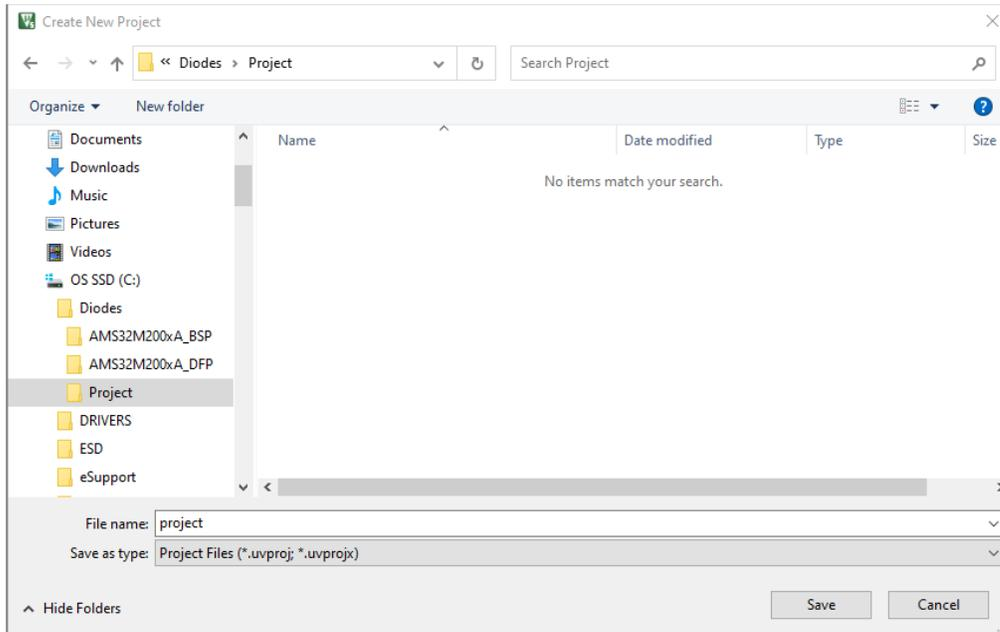 Create New Project
« Diodes › Project
Search Project
Organize
New folder
?
Name
Date modified
Type
Size
No items match your search.
Documents
Downloads
Music
Pictures
Videos
OS SSD (C:)
Diodes
AMS32M200xA_BSP
AMS32M200xA_DFP
Project
DRIVERS
ESD
eSupport
File name: project
Save as type: Project Files (*.uvproj; *.uvprojx)
Hide Folders
Save
Cancel